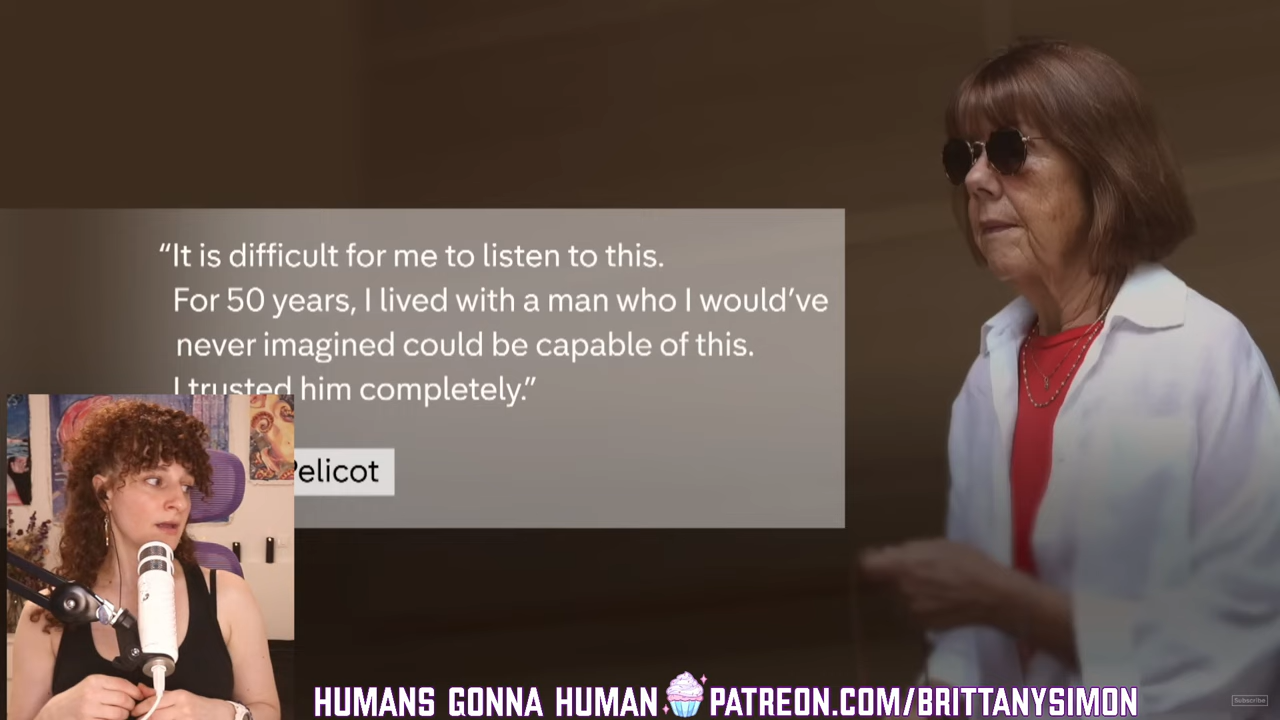 “It is difficult for me to listen to this.
For 50 years, I lived with a man who I would’ve
never imagined could be capable of this.
I trusted him completely.”
Pelicot
HUMANS GONNA HUMAN PATREON.COM/BRITTANYSIMON
Subscribe